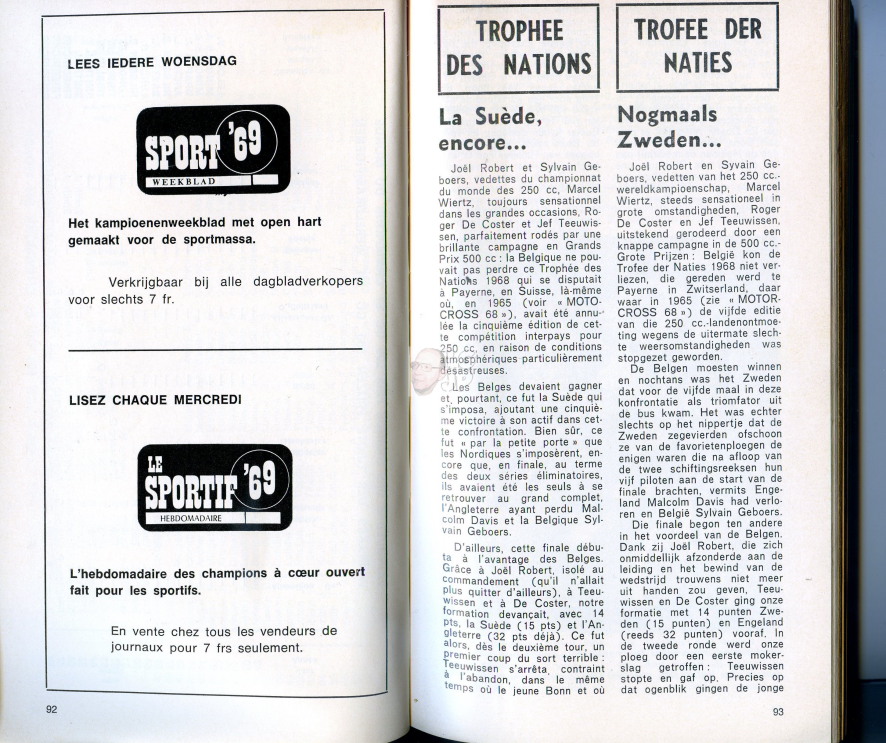 LEES IEDERE WOENSDAG
SPORT '69
WEEKBLAD
Het kampioenenweekblad met open hart
gemaakt voor de sportmassa.
Verkrijgbaar bij alle dagbladverkopers
voor slechts 7 fr.
LISEZ CHAQUE MERCREDI
LE
SPORTIF '69
HEBDOMADAIRE
L'hebdomadaire des champions à cœur ouvert
fait pour les sportifs.
En vente chez tous les vendeurs de
journaux pour 7 frs seulement.
92
TROPHEE
DES NATIONS
La Suède,
encore...
Joël Robert et Sylvain Ge-
boers, vedettes du championnat
du monde des 250 cc, Marcel
Wiertz, toujours sensationnel
dans les grandes occasions, Ro-
ger De Coster et Jef Teeuwis-
sen, parfaitement rodés par une
brillante campagne en Grands
Prix 500 cc : la Belgique ne pou-
vait pas perdre ce Trophée des
Nations 1968 qui se disputait
à Payerne, en Suisse, là-même
où, en 1965 (voir « MOTO-
CROSS 68 »), avait été annu-
lée la cinquième édition de cet-
te compétition interpays pour
250 cc, en raison de conditions
atmosphériques particulièrement
désastreuses.
Les Belges devaient gagner
et, pourtant, ce fut la Suède qui
s'imposa, ajoutant une cinquiè-
me victoire à son actif dans cet-
te confrontation. Bien sûr, ce
fut « par la petite porte » que
les Nordiques s'imposèrent, en-
core que, en finale, au terme
des deux séries éliminatoires,
ils avaient été les seuls à se
retrouver au grand complet,
l'Angleterre ayant perdu Mal-
colm Davis et la Belgique Syl-
vain Geboers.
D'ailleurs, cette finale débu-
ta à l'avantage des Belges.
Grâce à Joël Robert, isolé au
commandement (qu'il n'allait
plus quitter d'ailleurs), à Teeu-
wissen et à De Coster, notre
formation devançait, avec 14
pts, la Suède (15 pts) et l'An-
gleterre (32 pts déjà). Ce fut
alors, dès le deuxième tour, un
premier coup du sort terrible :
Teeuwissen s'arrêta, contraint
à l'abandon, dans le même
temps où le jeune Bonn et où
TROFEE DER
NATIES
Nogmaals
Zweden...
Joël Robert en Syvain Ge-
boers, vedetten van het 250 cc.-
wereldkampioenschap, Marcel
Wiertz, steeds sensationeel in
grote omstandigheden, Roger
De Coster en Jef Teeuwissen,
uitstekend gerodeerd door een
knappe campagne in de 500 cc.-
Grote Prijzen : België kon de
Trofee der Naties 1968 niet ver-
liezen, die gereden werd te
Payerne in Zwitserland, daar
waar in 1965 (zie « MOTOR-
CROSS 68 ») de vijfde editie
van die 250 cc.-landenontmoe-
ting wegens de uitermate slech-
te weersomstandigheden was
stopgezet geworden.
De Belgen moesten winnen
en nochtans was het Zweden
dat voor de vijfde maal in deze
konfrontatie als triomfator uit
de bus kwam. Het was echter
slechts op het nippertje dat de
Zweden zegevierden ofschoon
ze van de favorietenploegen de
enigen waren die na afloop van
de twee schiftingsreeksen hun
vijf piloten aan de start van de
finale brachten, vermits Enge-
land Malcolm Davis had verlo-
ren en België Sylvain Geboers.
Die finale begon ten andere
in het voordeel van de Belgen.
Dank zij Joël Robert, die zich
onmiddellijk afzonderde aan de
leiding en het bewind van de
wedstrijd trouwens niet meer
uit handen zou geven, Teeu-
wissen en De Coster ging onze
formatie met 14 punten Zwe-
den (15 punten) en Engeland
(reeds 32 punten) vooraf. In
de tweede ronde werd onze
ploeg door een eerste moker-
slag getroffen : Teeuwissen
stopte en gaf op. Precies op
dat ogenblik gingen de jonge
93